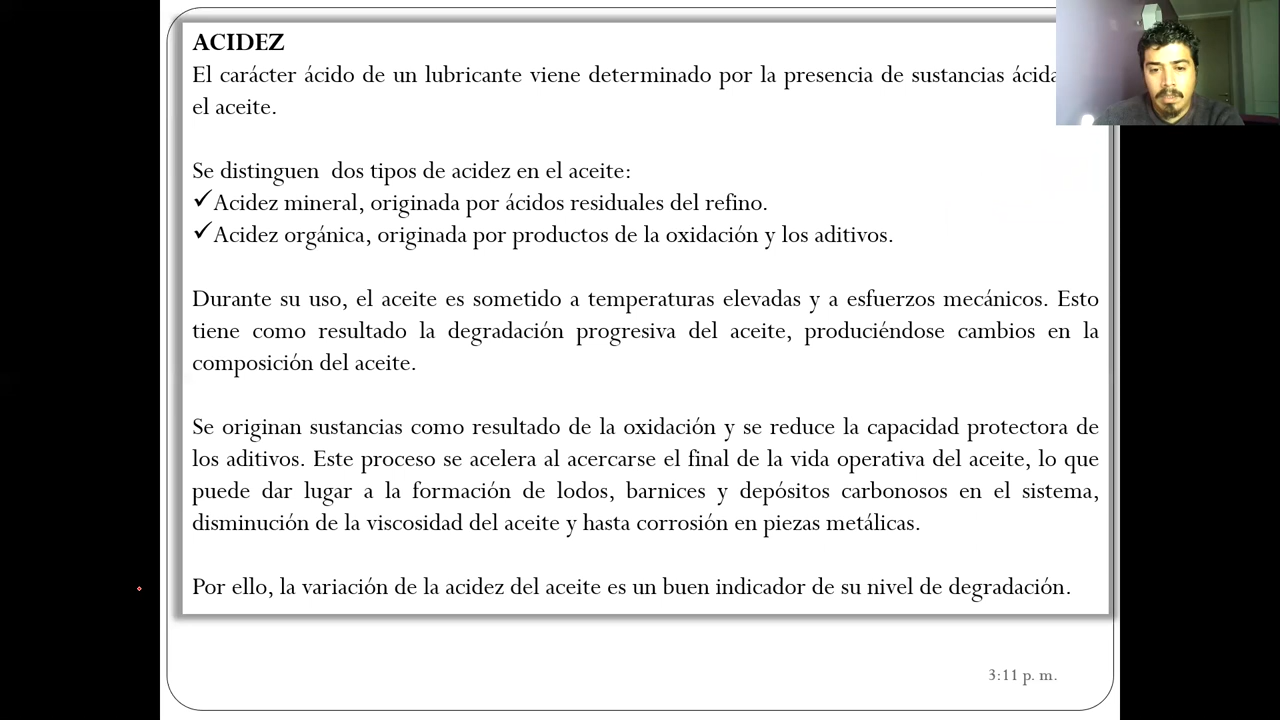 ACIDEZ
El carácter ácido de un lubricante viene determinado por la presencia de sustancias
el aceite.
Se distinguen dos tipos de acidez en el aceite:
✓Acidez mineral, originada por ácidos residuales del refino.
✓Acidez orgánica, originada por productos de la oxidación y los aditivos.
Durante su uso, el aceite es sometido a temperaturas elevadas y a esfuerzos mecánicos. Esto
tiene como resultado la degradación progresiva del aceite, produciéndose cambios en la
composición del aceite.
Se originan sustancias como resultado de la oxidación y se reduce la capacidad protectora de
los aditivos. Este proceso se acelera al acercarse el final de la vida operativa del aceite, lo que
puede dar lugar a la formación de lodos, barnices y depósitos carbonosos en el sistema,
disminución de la viscosidad del aceite y hasta corrosión en piezas metálicas.
Por ello, la variación de la acidez del aceite es un buen indicador de su nivel de degradación.
3:11 p. m.